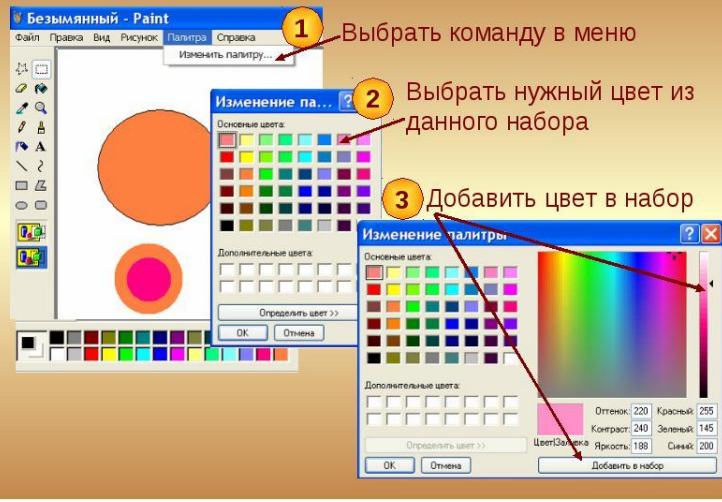 Безымянный - Paint
Файл Правка Вид Рисунок Палитра Справка
Изменить палитру...
A
1
Выбрать команду в меню
2
Выбрать нужный цвет из
данного набора
Изменение па... ?
Основные цвета:
Дополнительные цвета:
Определить цвет >>
OK Отмена
3
Добавить цвет в набор
Изменение палитры ? X
Основные цвета:
Дополнительные цвета:
Определить цвет >>
OK Отмена
Цвет|Заливка
Оттенок: 220 Красный: 255
Контраст: 240 Зеленый: 145
Яркость: 188 Синий: 200
Добавить в набор